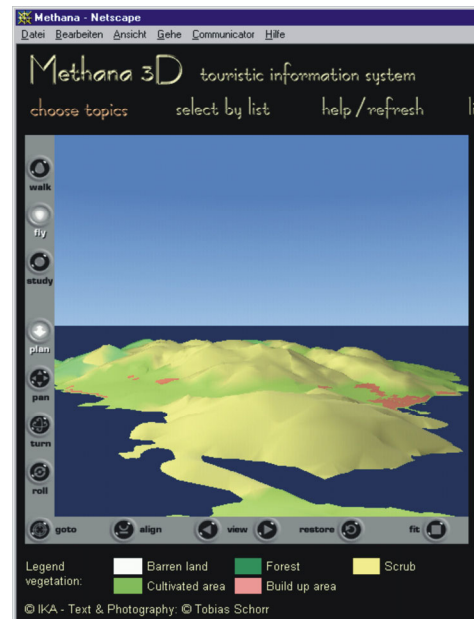 Methana - Netscape
Datei Bearbeiten Ansicht Gehe Communicator Hilfe
Methana 3D touristic information system
choose topics select by list help / refresh
walk
fly
study
plan
pan
turn
roll
goto align view restore fit
Legend vegetation:
Barren land Forest Scrub
Cultivated area Build up area
© IKA - Text & Photography: © Tobias Schorr